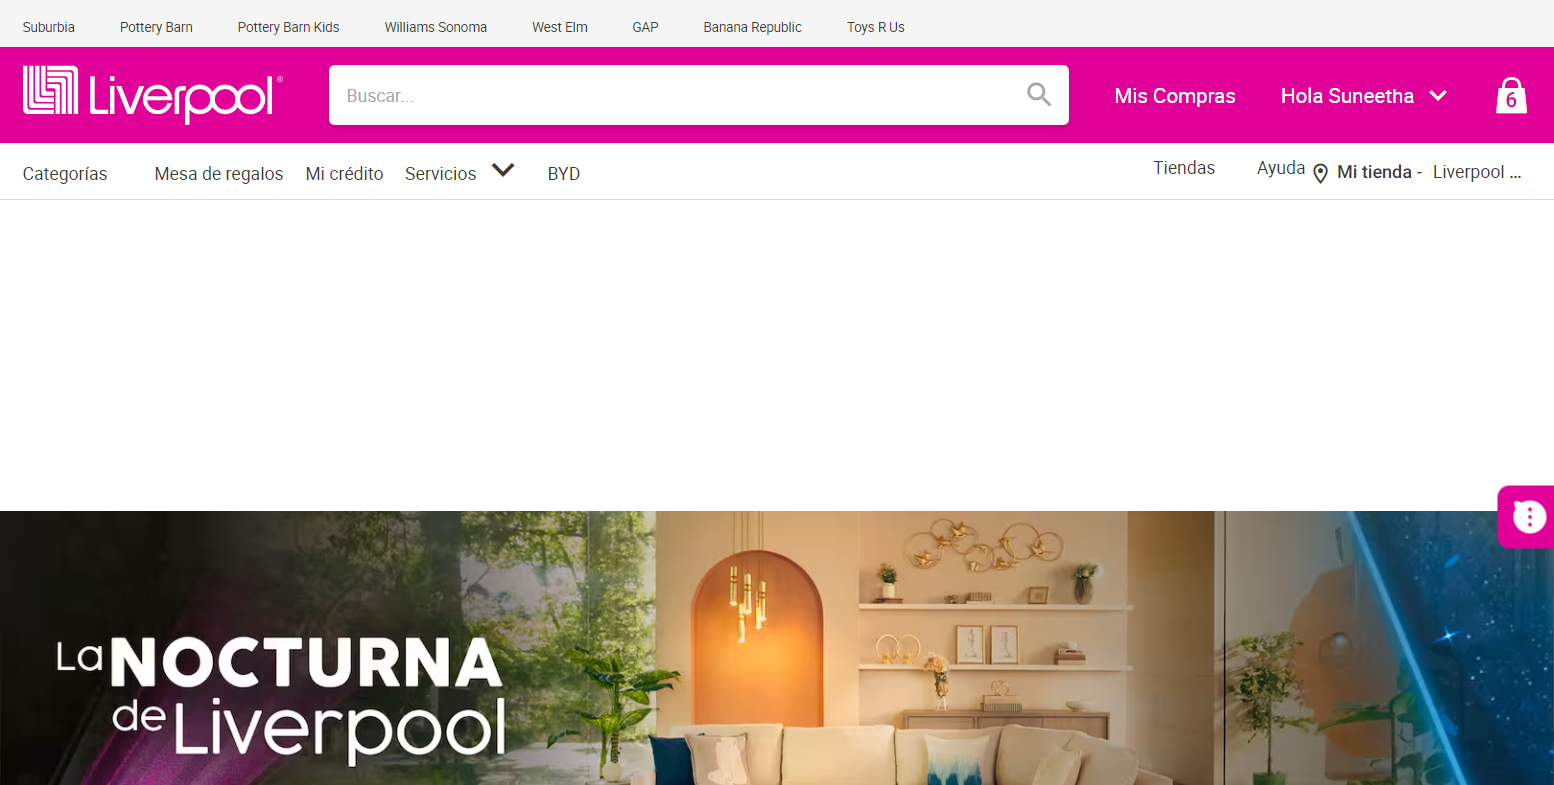 Suburbia Pottery Barn Pottery Barn Kids Williams Sonoma West Elm GAP Banana Republic Toys R Us
Liverpool® Buscar... Mis Compras Hola Suneetha 6
Categorías Mesa de regalos Mi crédito Servicios BYD Tiendas Ayuda Mi tienda - Liverpool ...
La NOCTURNA
de Liverpool